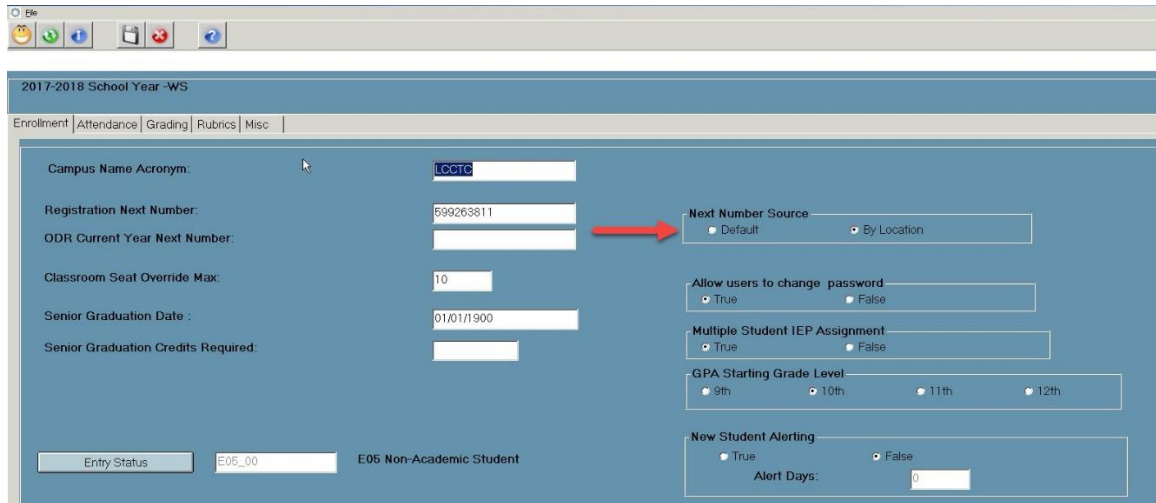 File
2017-2018 School Year -WS
Enrollment Attendance Grading Rubrics Misc
Campus Name Acronym: LCCTC
Registration Next Number: 599263811
ODR Current Year Next Number:
Next Number Source
Default By Location
Classroom Seat Override Max: 10
Allow users to change password
True False
Senior Graduation Date : 01/01/1900
Multiple Student IEP Assignment
True False
Senior Graduation Credits Required:
GPA Starting Grade Level
9th 10th 11th 12th
New Student Alerting
True False
Entry Status E05_00 E05 Non-Academic Student
Alert Days: 0